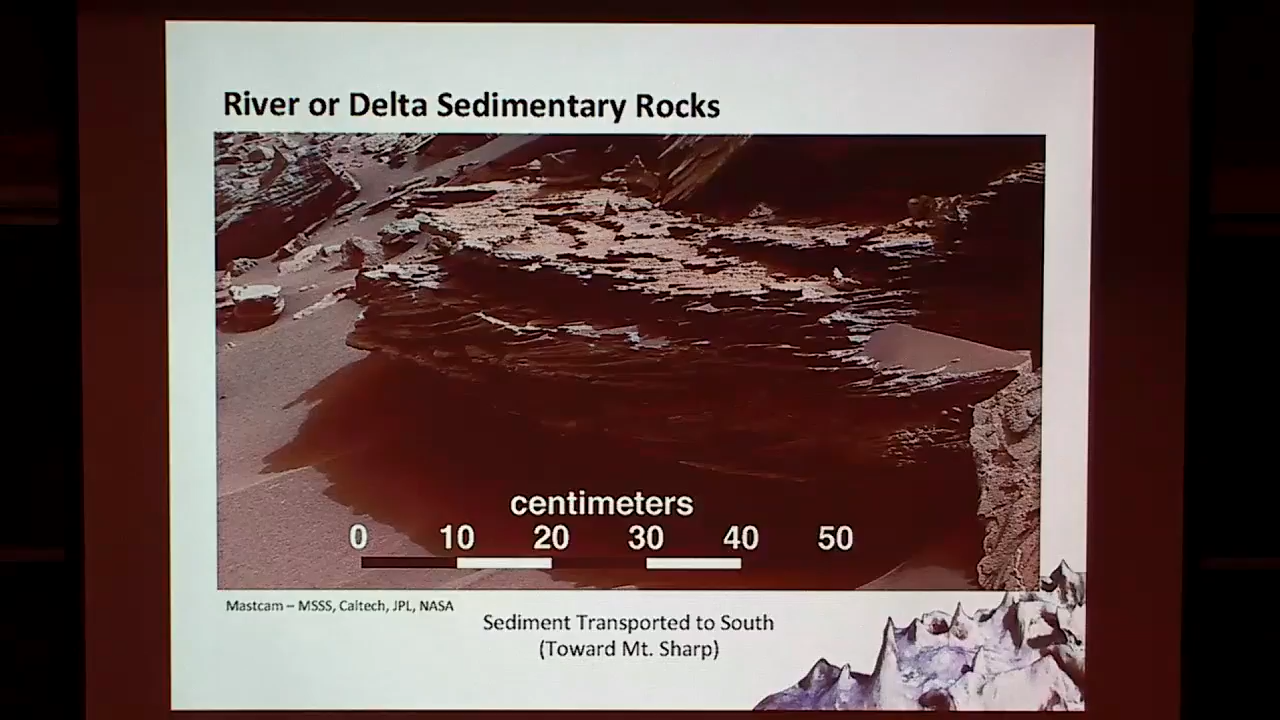 River or Delta Sedimentary Rocks
centimeters
0 10 20 30 40 50
Mastcam – MSSS, Caltech, JPL, NASA
Sediment Transported to South
(Toward Mt. Sharp)